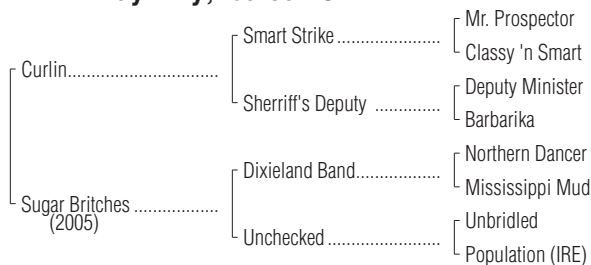 Smart Strike
Mr. Prospector
Classy 'n Smart
Curlin
Sherriff's Deputy
Deputy Minister
Barbarika
Dixieland Band
Northern Dancer
Mississippi Mud
Sugar Britches
(2005)
Unchecked
Unbridled
Population (IRE)